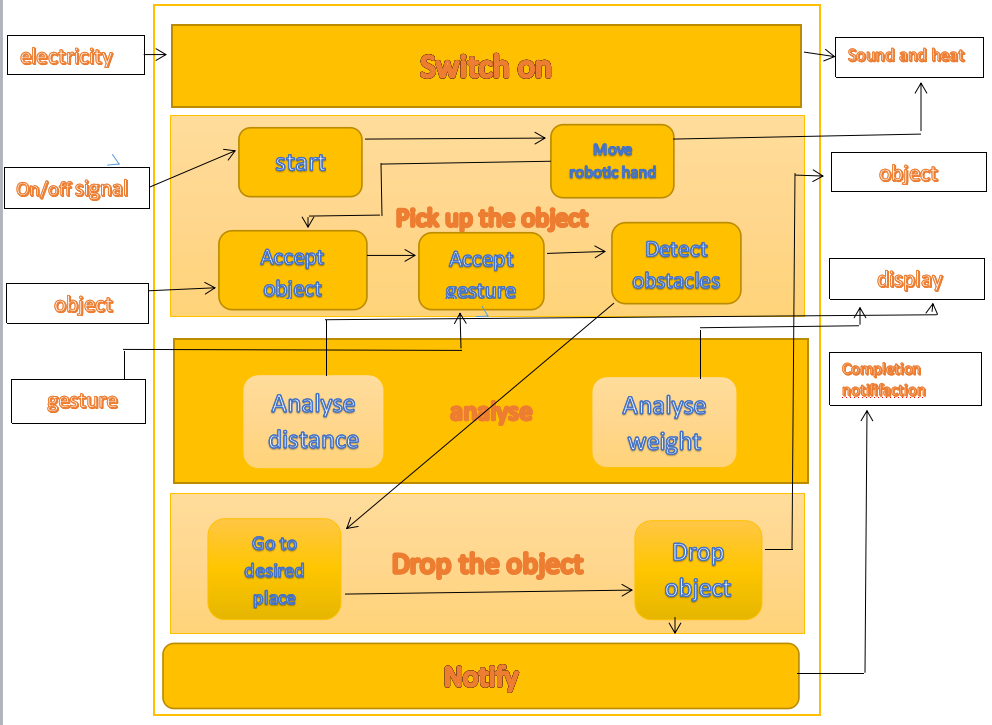 electricity
Switch on
Sound and heat
On/off signal
start
Move
robotic hand
object
Pick up the object
object
Accept
object
Accept
gesture
Detect
obstacles
display
gesture
Analyse
distance
analyse
Analyse
weight
Completion
notififaction
Go to
desired
place
Drop the object
Drop
object
Notify